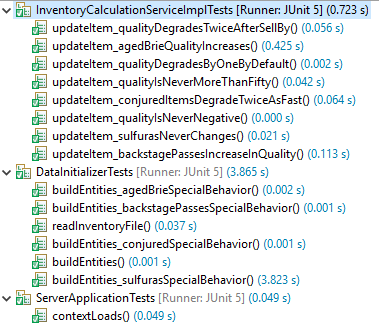 InventoryCalculationServiceImplTests [Runner: JUnit 5] (0.723 s)
updateItem_qualityDegradesTwiceAfterSellBy() (0.056 s)
updateItem_agedBrieQualityIncreases() (0.425 s)
updateItem_qualityDegradesByOneByDefault() (0.002 s)
updateItem_qualityIsNeverMoreThanFifty() (0.042 s)
updateItem_conjuredItemsDegradeTwiceAsFast() (0.064 s)
updateItem_qualityIsNeverNegative() (0.000 s)
updateItem_sulfurasNeverChanges() (0.021 s)
updateItem_backstagePassesIncreaseInQuality() (0.113 s)
DataInitializerTests [Runner: JUnit 5] (3.865 s)
buildEntities_agedBrieSpecialBehavior() (0.002 s)
buildEntities_backstagePassesSpecialBehavior() (0.001 s)
readInventoryFile() (0.037 s)
buildEntities_conjuredSpecialBehavior() (0.001 s)
buildEntities() (0.001 s)
buildEntities_sulfurasSpecialBehavior() (3.823 s)
ServerApplicationTests [Runner: JUnit 5] (0.049 s)
contextLoads() (0.049 s)